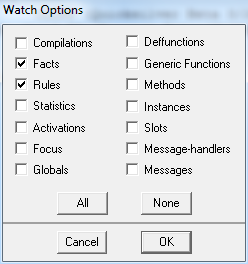 Watch Options
Compilations
Facts
Rules
Statistics
Activations
Focus
Globals
Deffunctions
Generic Functions
Methods
Instances
Slots
Message-handlers
Messages
All
None
Cancel
OK